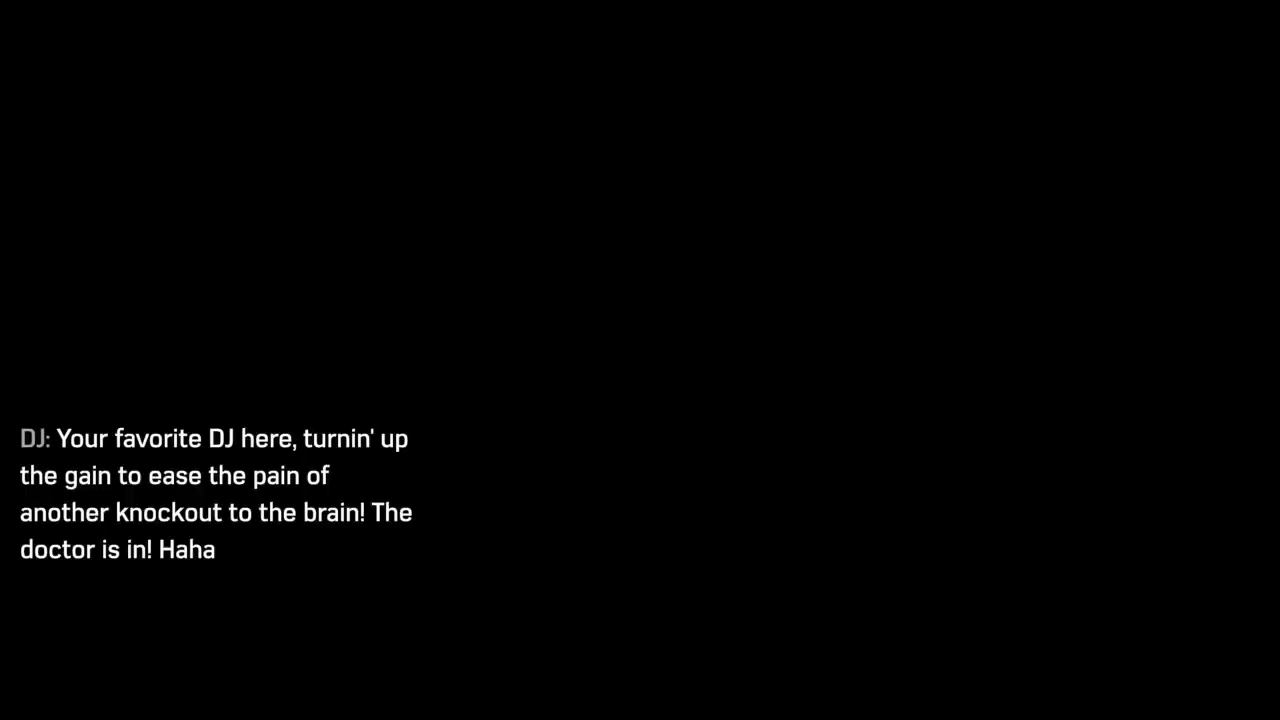 DJ: Your favorite DJ here, turnin' up
the gain to ease the pain of
another knockout to the brain! The
doctor is in! Haha